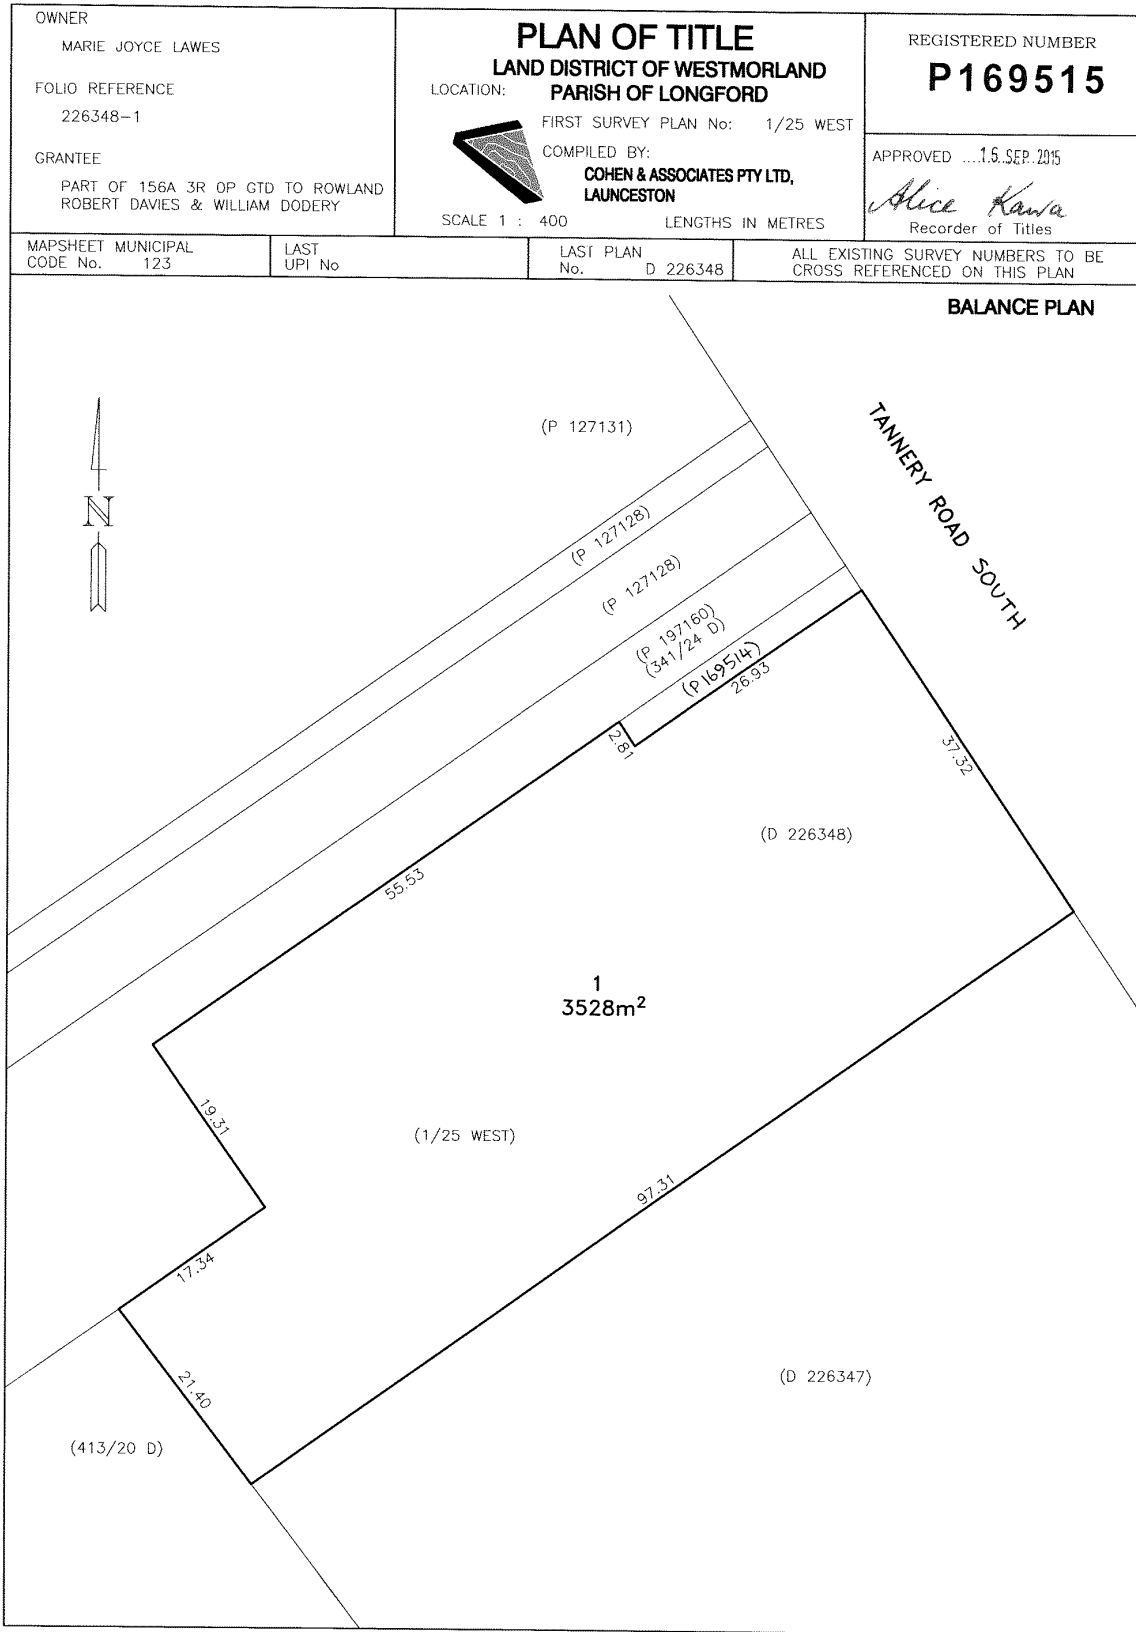 OWNER
MARIE JOYCE LAWES
FOLIO REFERENCE
226348-1
GRANTEE
PART OF 156A 3R 0P GTD TO ROWLAND
ROBERT DAVIES & WILLIAM DODERY
PLAN OF TITLE
LAND DISTRICT OF WESTMORLAND
LOCATION: PARISH OF LONGFORD
FIRST SURVEY PLAN No: 1/25 WEST
COMPILED BY:
COHEN & ASSOCIATES PTY LTD,
LAUNCESTON
SCALE 1 : 400 LENGTHS IN METRES
REGISTERED NUMBER
P169515
APPROVED ....15.SEP.2015
Alice Kawa
Recorder of Titles
MAPSHEET MUNICIPAL
CODE No. 123
LAST
UPI No
LAST PLAN
No. D 226348
ALL EXISTING SURVEY NUMBERS TO BE
CROSS REFERENCED ON THIS PLAN
BALANCE PLAN
(P 127131)
TANNERY ROAD SOUTH
N
(P 127128)
(P 127128)
(P 197160)
(341/24 D)
(P169514)
26.93
2.81
37.32
(D 226348)
55.53
1
3528m²
19.31
(1/25 WEST)
97.31
17.34
21.40
(D 226347)
(413/20 D)